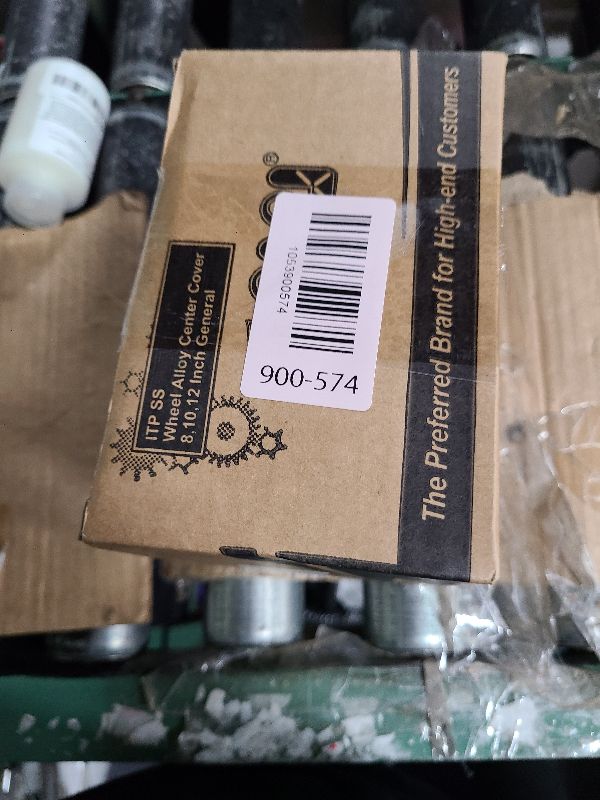 ITP SS
Wheel Alloy Center Cover
8,10,12 Inch General
®
1053900574
900-574
The Preferred Brand for High-end Customers